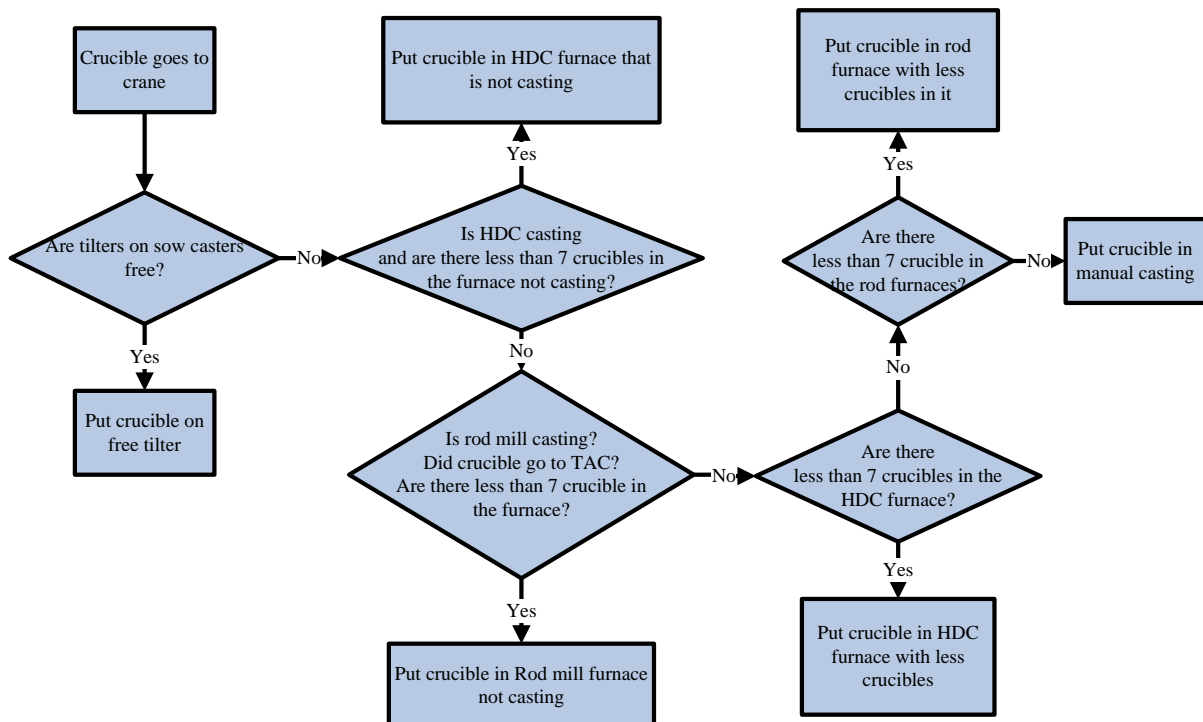 Crucible goes to
crane
Are tilters on sow casters
free?
Yes
Put crucible on
free tilter
No
Put crucible in HDC furnace that
is not casting
Yes
Is HDC casting
and are there less than 7 crucibles in
the furnace not casting?
No
Is rod mill casting?
Did crucible go to TAC?
Are there less than 7 crucible in
the furnace?
Yes
Put crucible in Rod mill furnace
not casting
No
Put crucible in rod
furnace with less
crucibles in it
Yes
Are there
less than 7 crucible in
the rod furnaces?
No
Put crucible in
manual casting
No
Are there
less than 7 crucibles in the
HDC furnace?
Yes
Put crucible in HDC
furnace with less
crucibles